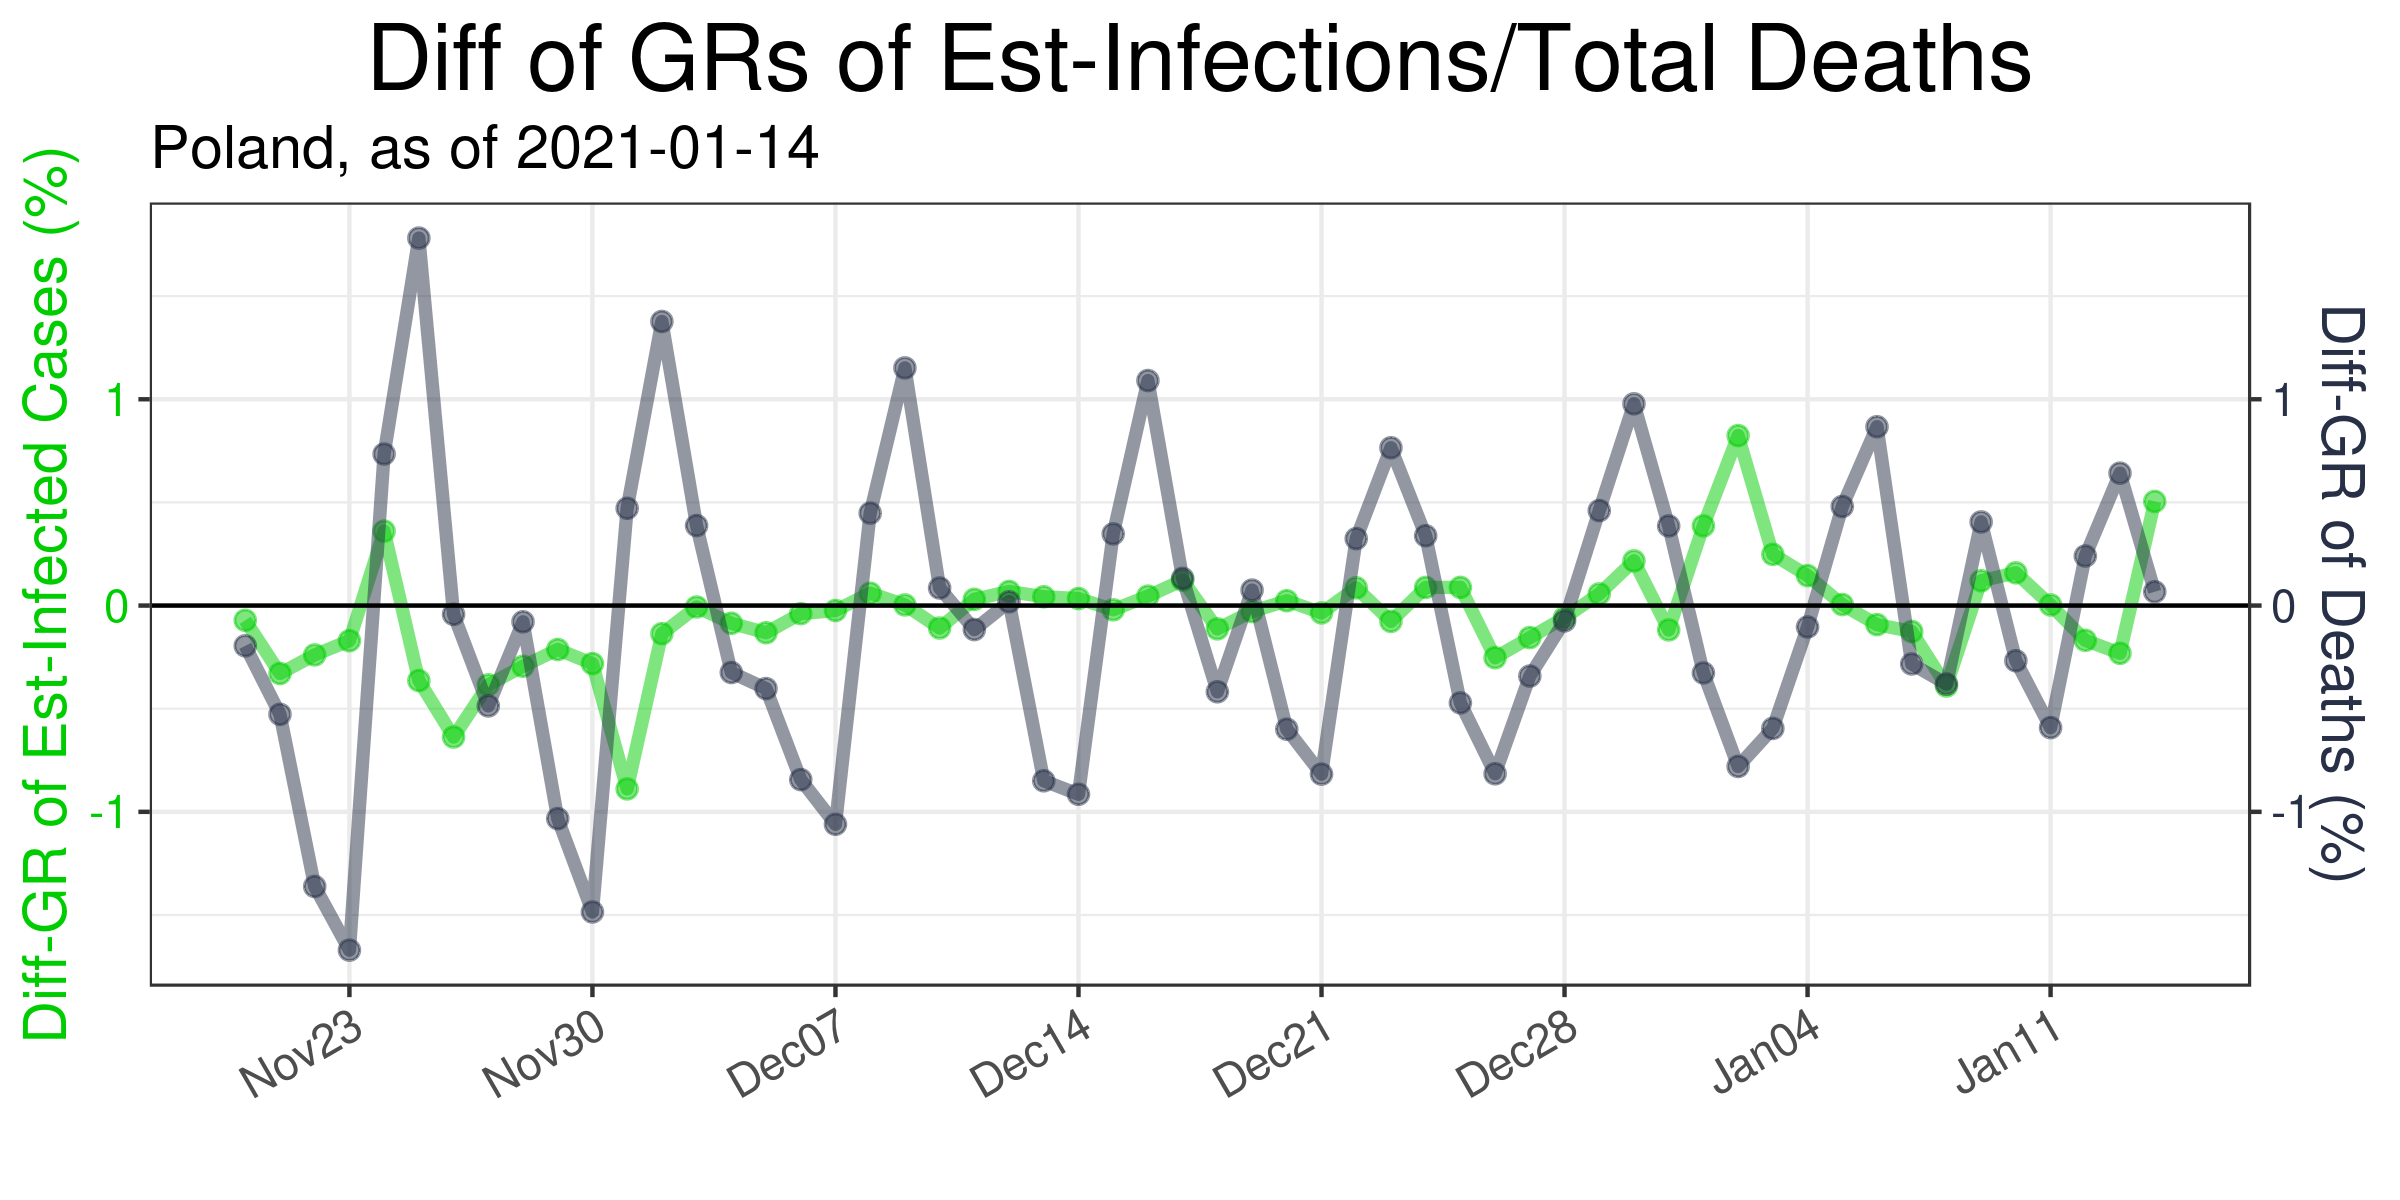 Diff of GRs of Est-Infections/Total Deaths
Poland, as of 2021-01-14
Diff-GR of Est-Infected Cases (%)
1
0
-1
1
0
-1
Diff-GR of Deaths (%)
Nov23
Nov30
Dec07
Dec14
Dec21
Dec28
Jan04
Jan11